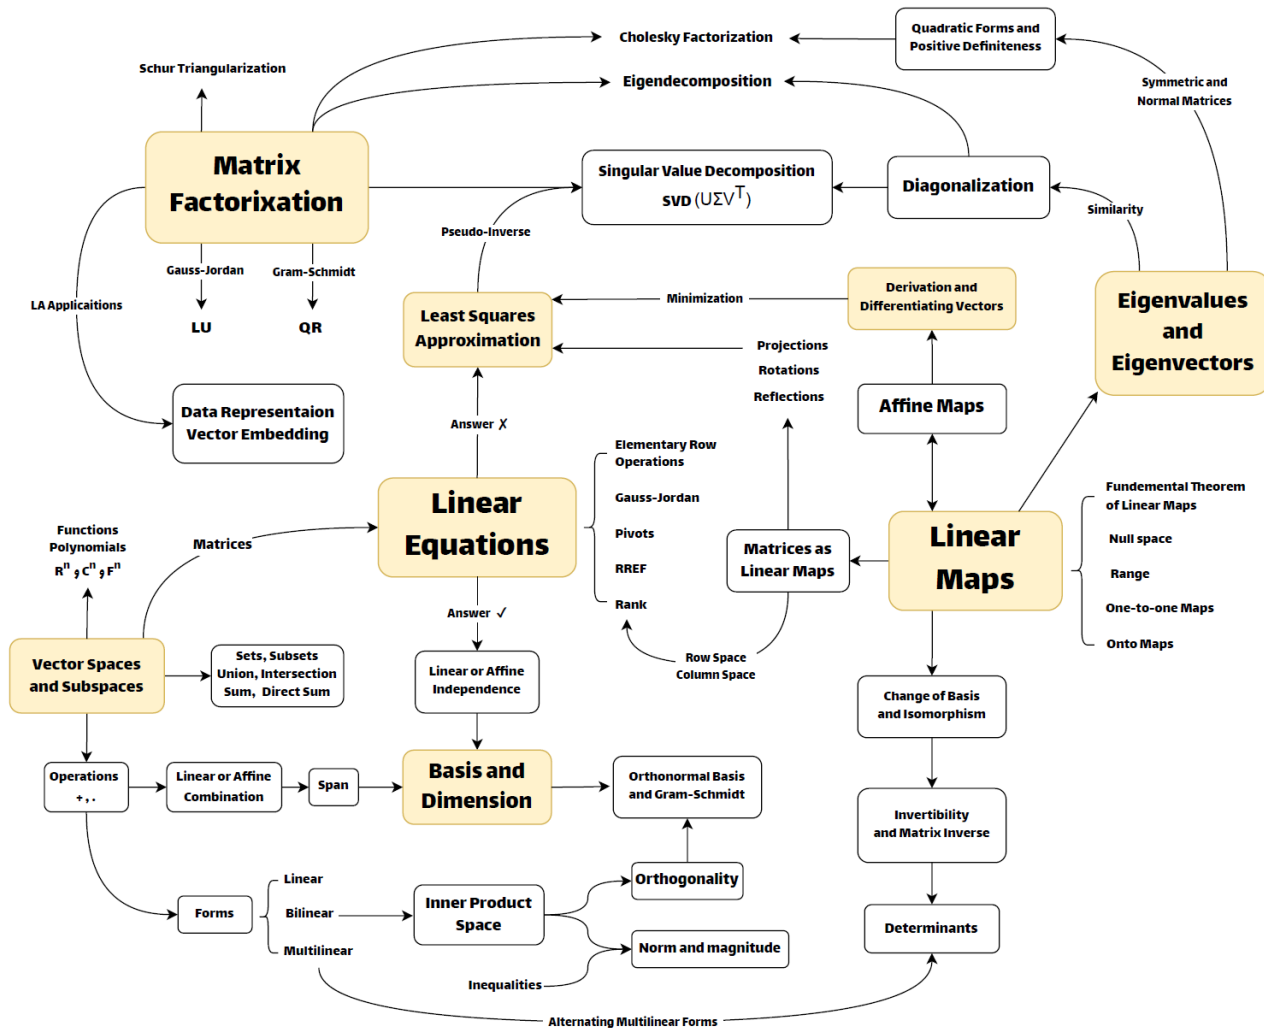 Cholesky Factorization
Quadratic Forms and
Positive Definiteness
Schur Triangularization
Eigendecomposition
Symmetric and
Normal Matrices
Matrix
Factorixation
Singular Value Decomposition
SVD (UΣV^T)
Diagonalization
Similarity
Pseudo-Inverse
Gauss-Jordan
Gram-Schmidt
LA Applicaitions
LU
QR
Least Squares
Approximation
Minimization
Derivation and
Differentiating Vectors
Eigenvalues
and
Eigenvectors
Projections
Rotations
Reflections
Affine Maps
Data Representaion
Vector Embedding
Answer ✗
Elementary Row
Operations
Gauss-Jordan
Pivots
RREF
Rank
Linear
Equations
Matrices as
Linear Maps
Linear
Maps
Fundemental Theorem
of Linear Maps
Null space
Range
One-to-one Maps
Onto Maps
Functions
Polynomials
R^n , C^n , F^n
Matrices
Answer ✓
Row Space
Column Space
Vector Spaces
and Subspaces
Sets, Subsets
Union, Intersection
Sum, Direct Sum
Linear or Affine
Independence
Change of Basis
and Isomorphism
Operations
+ , .
Linear or Affine
Combination
Span
Basis and
Dimension
Orthonormal Basis
and Gram-Schmidt
Invertibility
and Matrix Inverse
Forms
Linear
Bilinear
Multilinear
Inner Product
Space
Orthogonality
Norm and magnitude
Inequalities
Determinants
Alternating Multilinear Forms